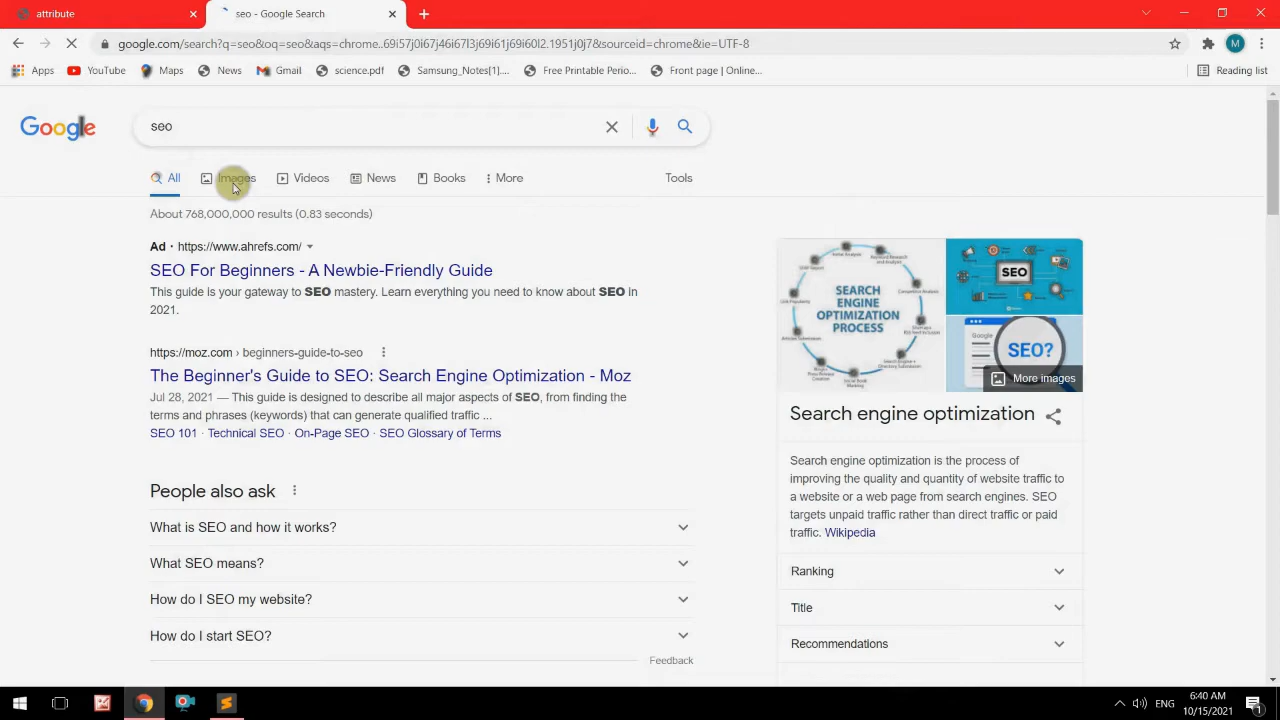 attribute
seo - Google Search
google.com/search?q=seo&oq=seo&aqs=chrome..69i57j0i67j46i67l3j69i61j69i60l2.1951j0j7&sourceid=chrome&ie=UTF-8
M
Apps
YouTube
Maps
News
Gmail
science.pdf
Samsung_Notes[1]....
Free Printable Perio...
Front page | Online...
Reading list
Google
seo
All
Images
Videos
News
Books
More
Tools
About 768,000,000 results (0.83 seconds)
Ad · https://www.ahrefs.com/
SEO For Beginners - A Newbie-Friendly Guide
This guide is your gateway to SEO mastery. Learn everything you need to know about SEO in
2021.
https://moz.com › beginners-guide-to-seo
The Beginner's Guide to SEO: Search Engine Optimization - Moz
Jul 28, 2021 — This guide is designed to describe all major aspects of SEO, from finding the
terms and phrases (keywords) that can generate qualified traffic ...
SEO 101 · Technical SEO · On-Page SEO · SEO Glossary of Terms
People also ask
What is SEO and how it works?
What SEO means?
How do I SEO my website?
How do I start SEO?
Feedback
SEARCH
ENGINE
OPTIMIZATION
PROCESS
SEO
SEO?
More images
Search engine optimization
Search engine optimization is the process of
improving the quality and quantity of website traffic to
a website or a web page from search engines. SEO
targets unpaid traffic rather than direct traffic or paid
traffic. Wikipedia
Ranking
Title
Recommendations
ENG
6:40 AM
10/15/2021
1